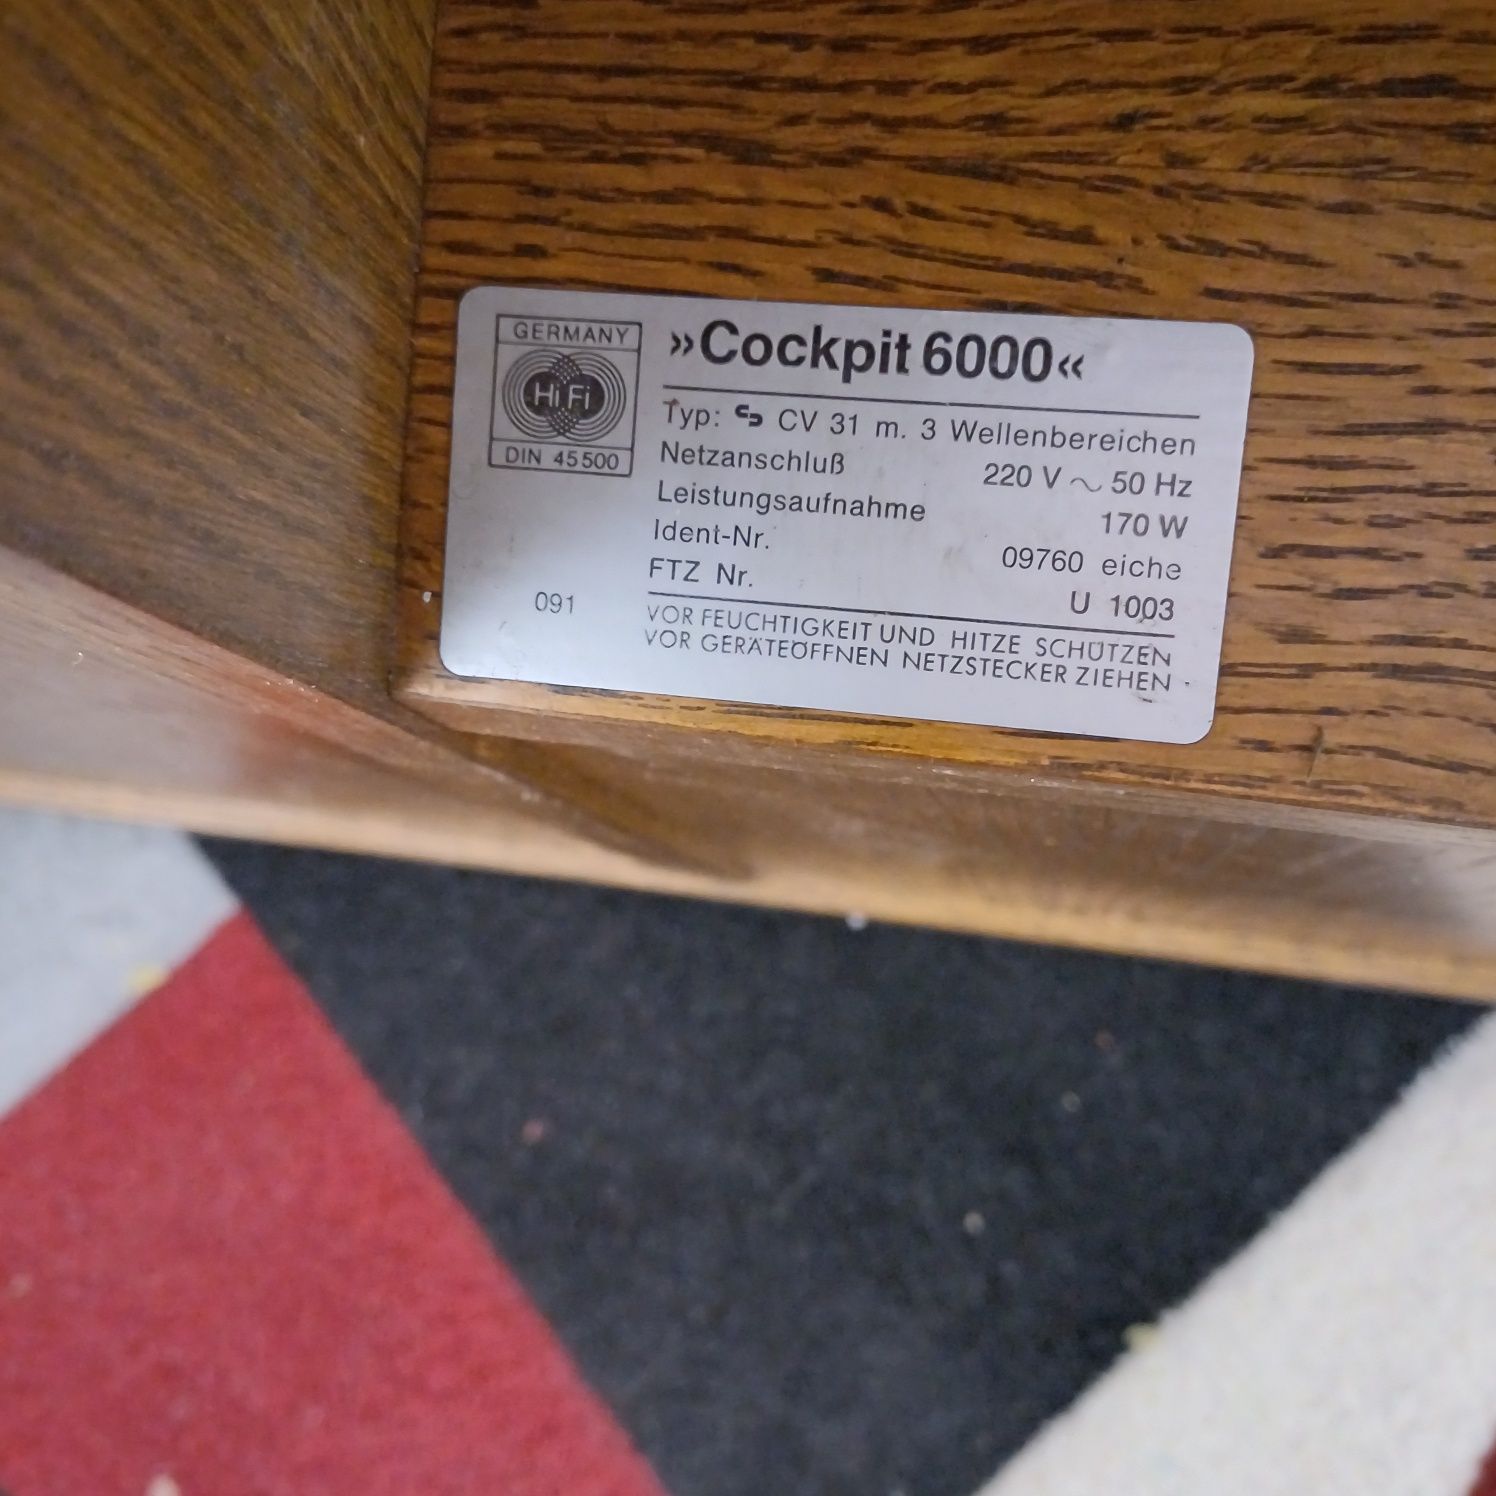 GERMANY
Hi Fi
DIN 45500
»Cockpit 6000«
Typ: CV 31 m. 3 Wellenbereichen
Netzanschluß 220 V ~ 50 Hz
Leistungsaufnahme 170 W
Ident-Nr. 09760 eiche
FTZ Nr. U 1003
091
VOR FEUCHTIGKEIT UND HITZE SCHÜTZEN
VOR GERÄTEÖFFNEN NETZSTECKER ZIEHEN